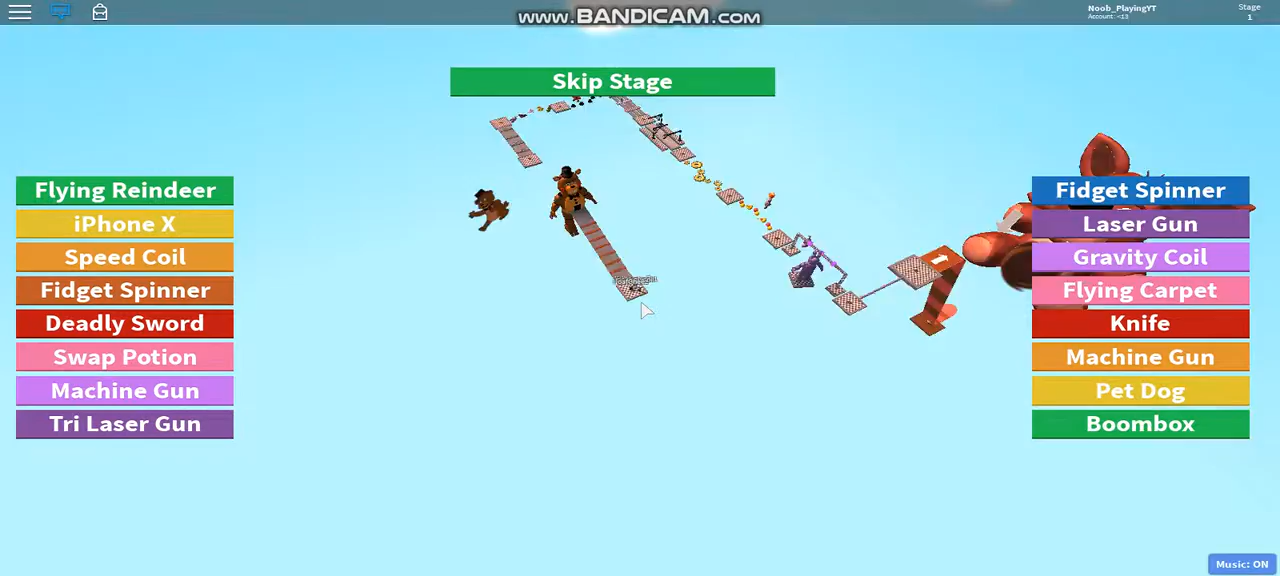 www.BANDICAM.com
Noob_PlayingYT
Account: <13
Stage
1
Skip Stage
Flying Reindeer
iPhone X
Speed Coil
Fidget Spinner
Deadly Sword
Swap Potion
Machine Gun
Tri Laser Gun
Fidget Spinner
Laser Gun
Gravity Coil
Flying Carpet
Knife
Machine Gun
Pet Dog
Boombox
Music: ON